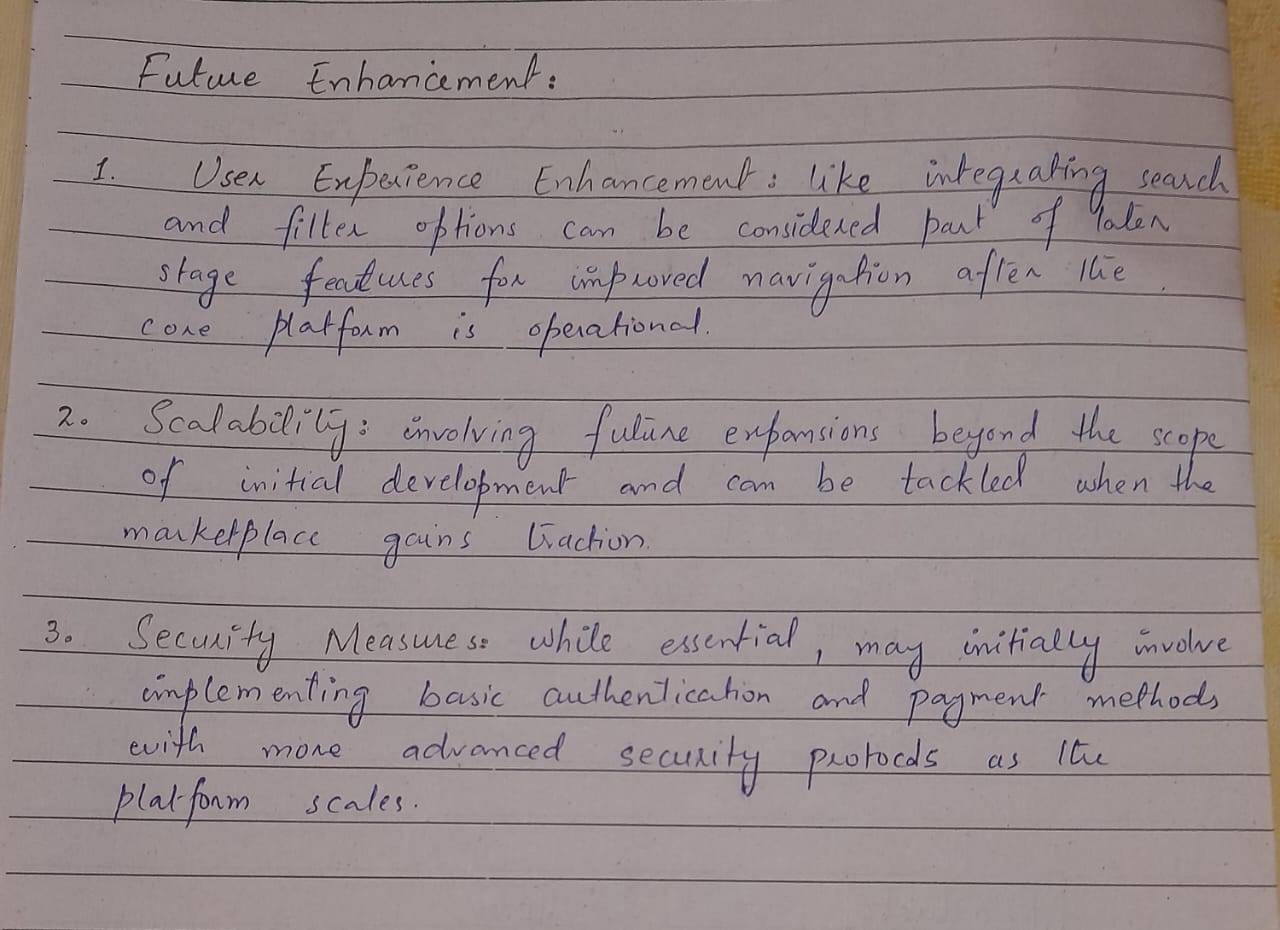 Future Enhancement:
1. User Experience Enhancement: like integrating search
and filter options can be considered part of later
stage features for improved navigation after the
core platform is operational.
2. Scalability: involving future expansions beyond the scope
of initial development and can be tackled when the
marketplace gains traction.
3. Security Measures: while essential, may initially involve
implementing basic authentication and payment methods
with more advanced security protocols as the
platform scales.